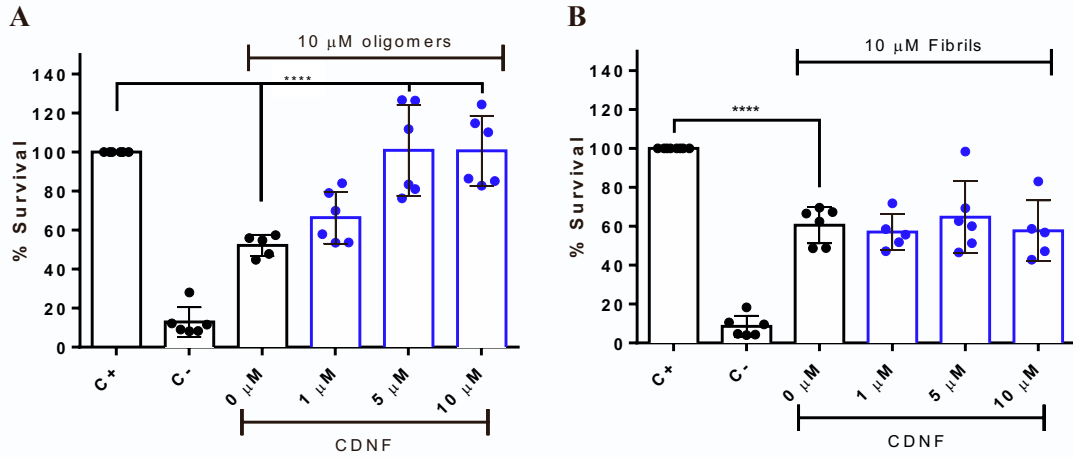 A
10 μM oligomers
****
% Survival
140
120
100
80
60
40
20
0
C+
C-
0 μM
1 μM
5 μM
10 μM
CDNF
B
10 μM Fibrils
****
% Survival
140
120
100
80
60
40
20
0
C+
C-
0 μM
1 μM
5 μM
10 μM
CDNF